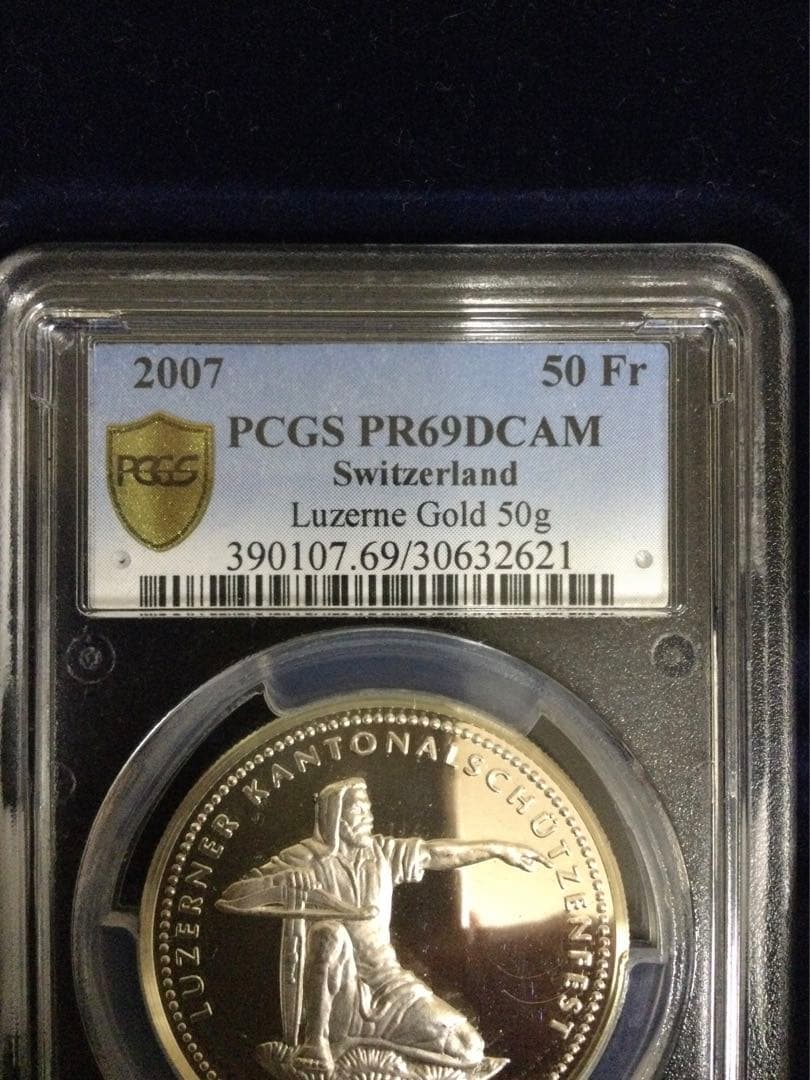 2007 50 Fr
PCGS PR69DCAM
PCGS
Switzerland
Luzerne Gold 50g
390107.69/30632621
LUZERNER KANTONALSCHÜTZENFEST